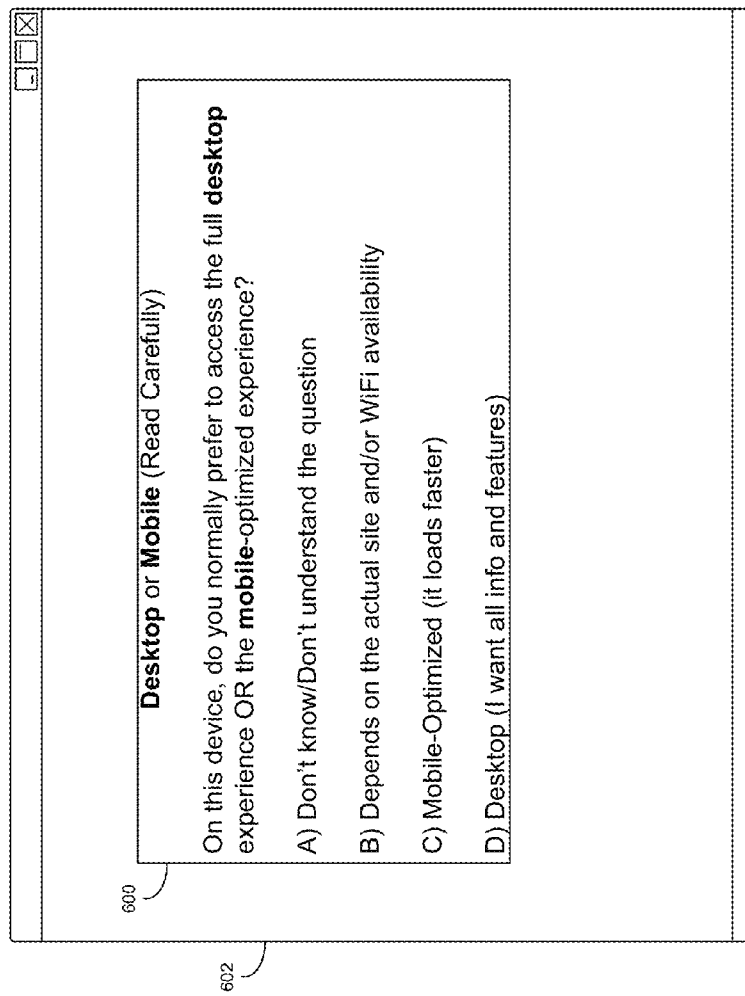 Desktop or Mobile (Read Carefully)
On this device, do you normally prefer to access the full desktop
experience OR the mobile-optimized experience?
A) Don't know/Don't understand the question
B) Depends on the actual site and/or WiFi availability
C) Mobile-Optimized (it loads faster)
D) Desktop (I want all info and features)
600
602